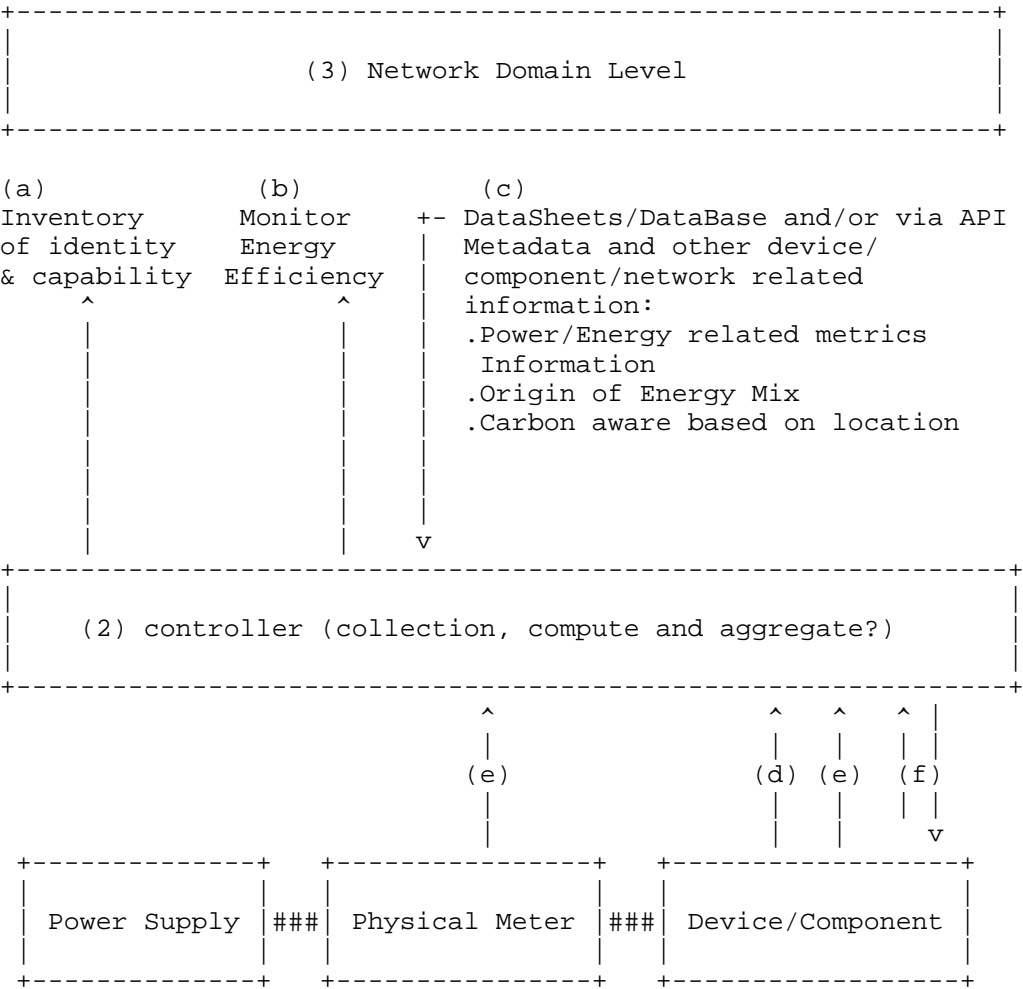 (3) Network Domain Level
(a) (b) (c)
Inventory Monitor +- DataSheets/DataBase and/or via API
of identity Energy | Metadata and other device/
& capability Efficiency | component/network related
information:
.Power/Energy related metrics
Information
.Origin of Energy Mix
.Carbon aware based on location
v
(2) controller (collection, compute and aggregate?)
(e) (d) (e) (f)
v
Power Supply |###| Physical Meter |###| Device/Component